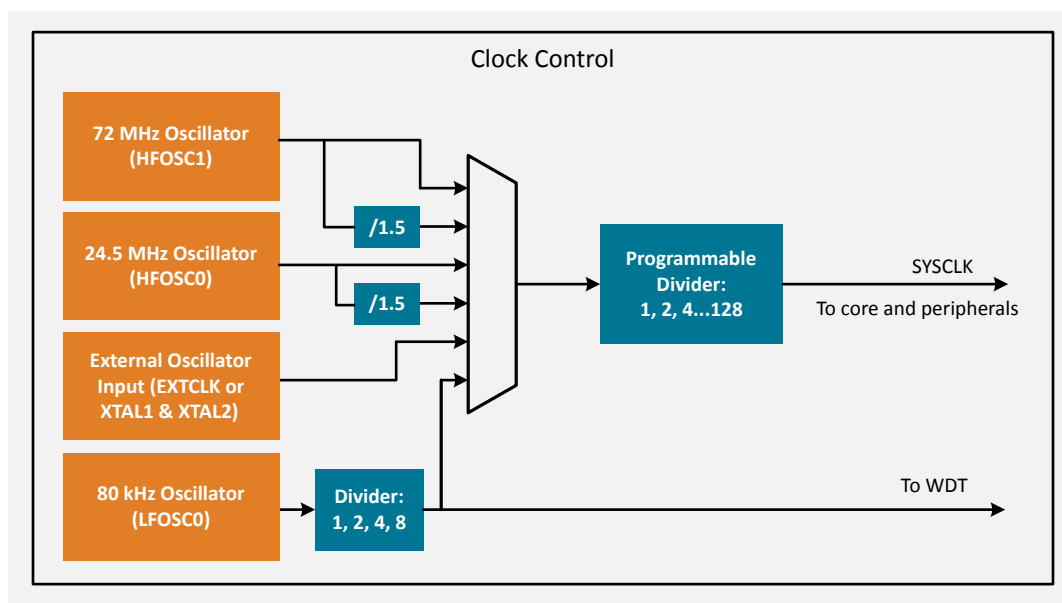 Clock Control
72 MHz Oscillator
(HFOSC1)
/1.5
24.5 MHz Oscillator
(HFOSC0)
/1.5
External Oscillator
Input (EXTCLK or
XTAL1 & XTAL2)
80 kHz Oscillator
(LFOSC0)
Divider:
1, 2, 4, 8
Programmable
Divider:
1, 2, 4...128
SYSCLK
To core and peripherals
To WDT